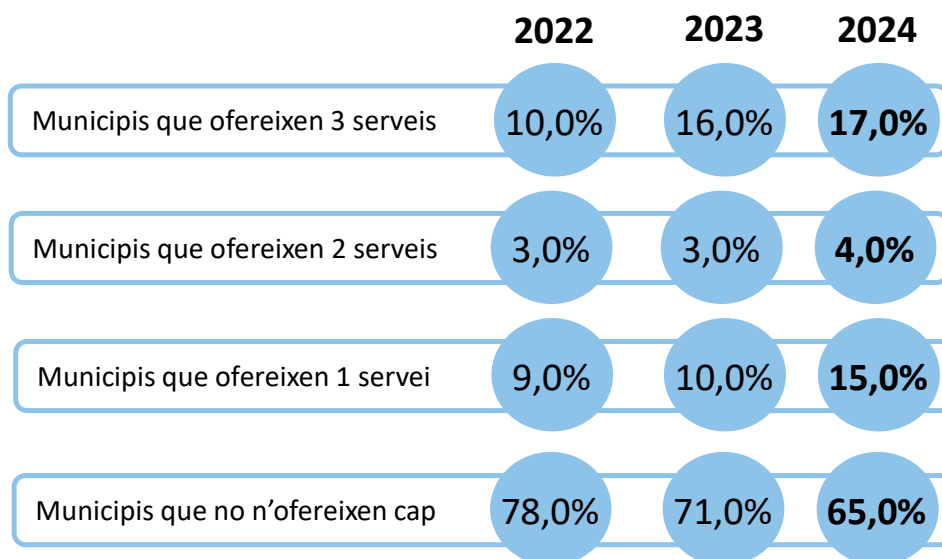 2022 2023 2024
Municipis que ofereixen 3 serveis 10,0% 16,0% 17,0%
Municipis que ofereixen 2 serveis 3,0% 3,0% 4,0%
Municipis que ofereixen 1 servei 9,0% 10,0% 15,0%
Municipis que no n’ofereixen cap 78,0% 71,0% 65,0%